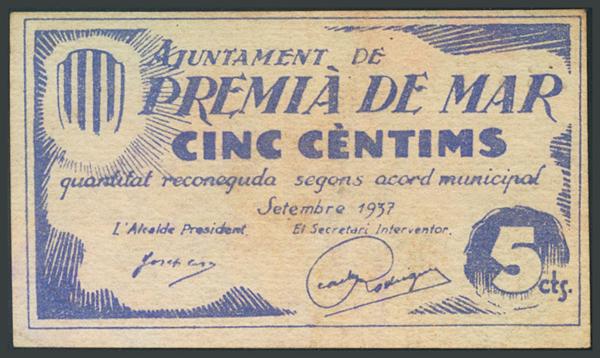 AJUNTAMENT DE
PREMIÀ DE MAR
CINC CÈNTIMS
quantitat reconeguda segons acord municipal
Setembre 1937
L'Alcalde President.
El Secretari Interventor.
Rodríguez
5 cts.